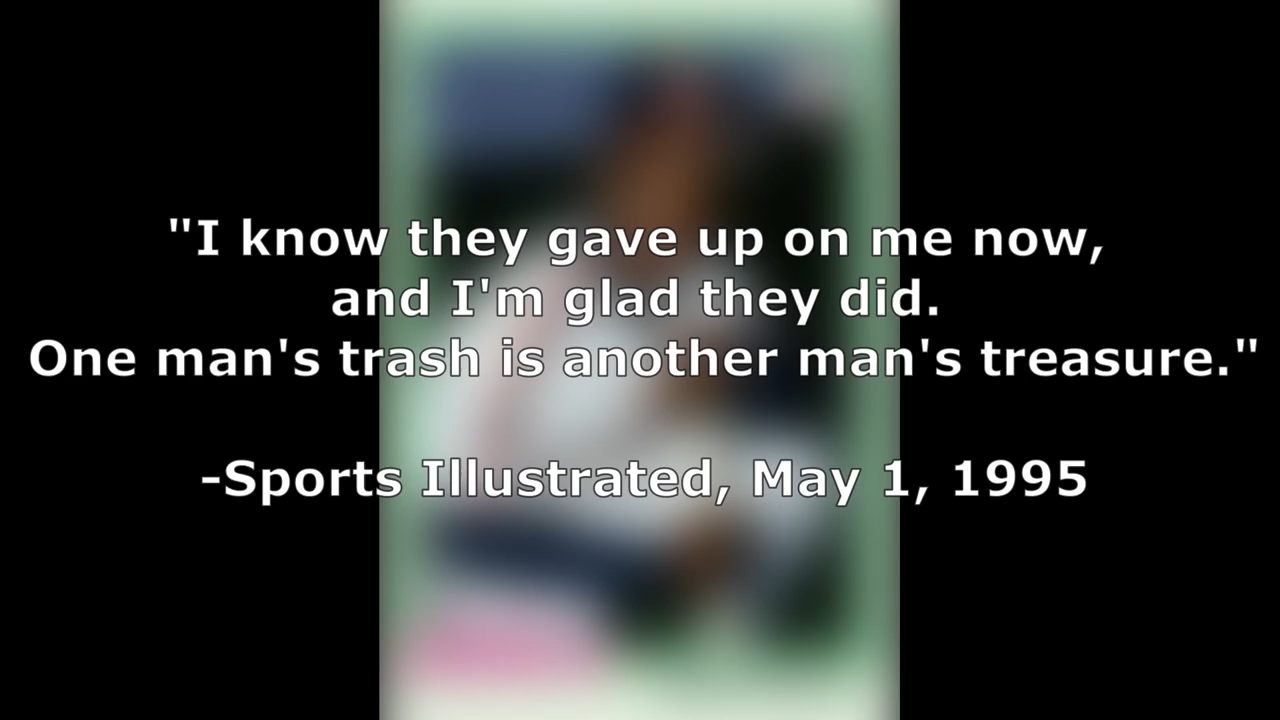 "I know they gave up on me now,
and I'm glad they did.
One man's trash is another man's treasure."
-Sports Illustrated, May 1, 1995